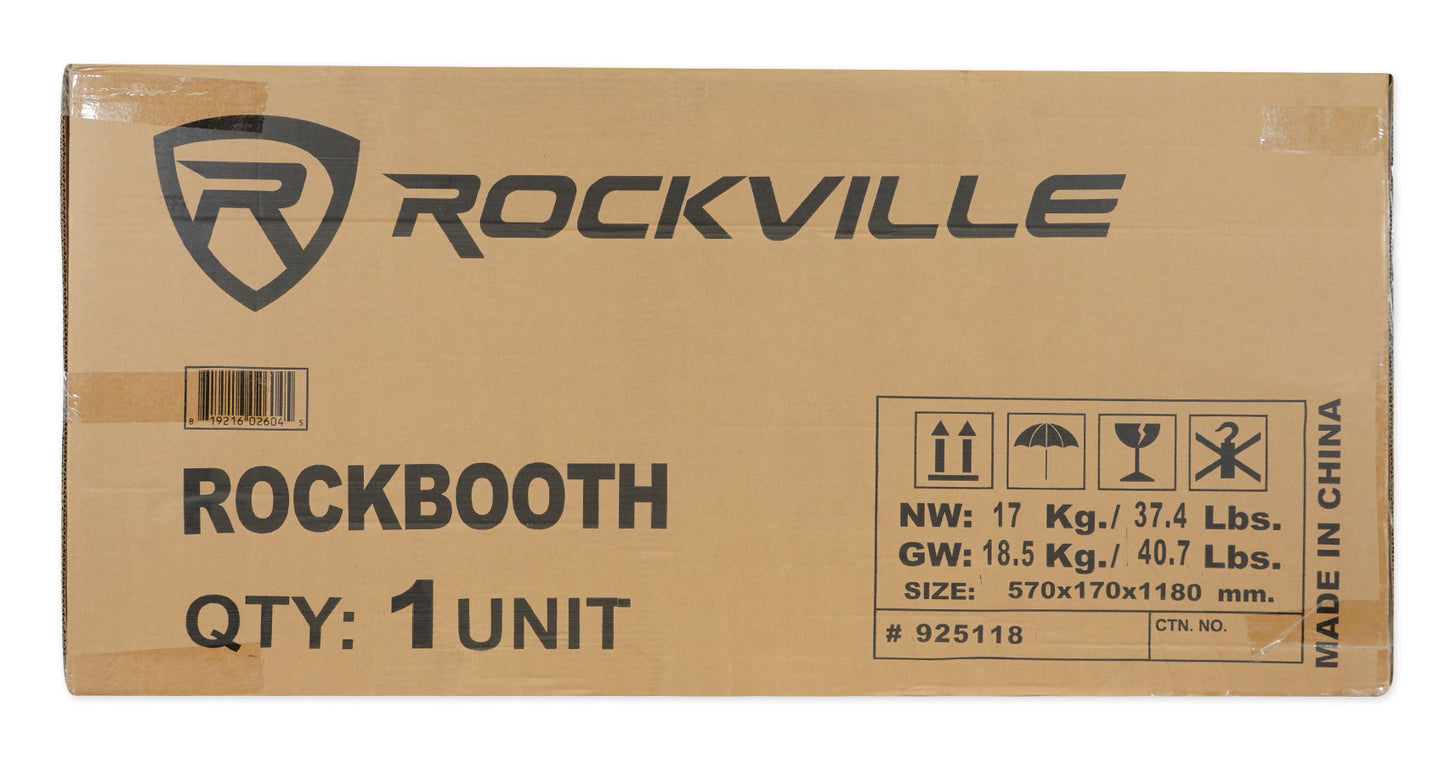 R
ROCKVILLE
8 19216 02604 5
ROCKBOOTH
QTY: 1 UNIT
NW: 17 Kg./ 37.4 Lbs.
GW: 18.5 Kg./ 40.7 Lbs.
SIZE: 570x170x1180 mm.
# 925118
CTN. NO.
MADE IN CHINA